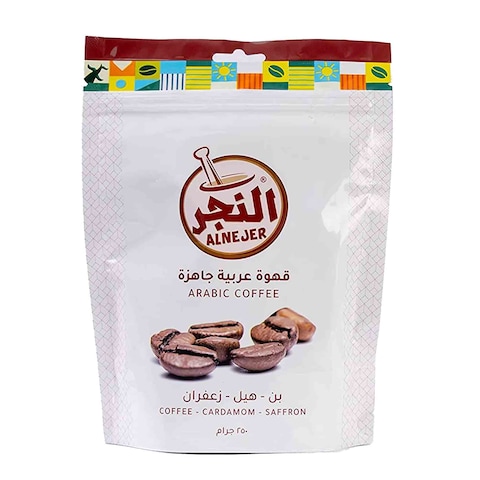 النجر
®
ALNEJER
قهوة عربية جاهزة
ARABIC COFFEE
بن - هيل - زعفران
COFFEE - CARDAMOM - SAFFRON
٢٥٠ جرام